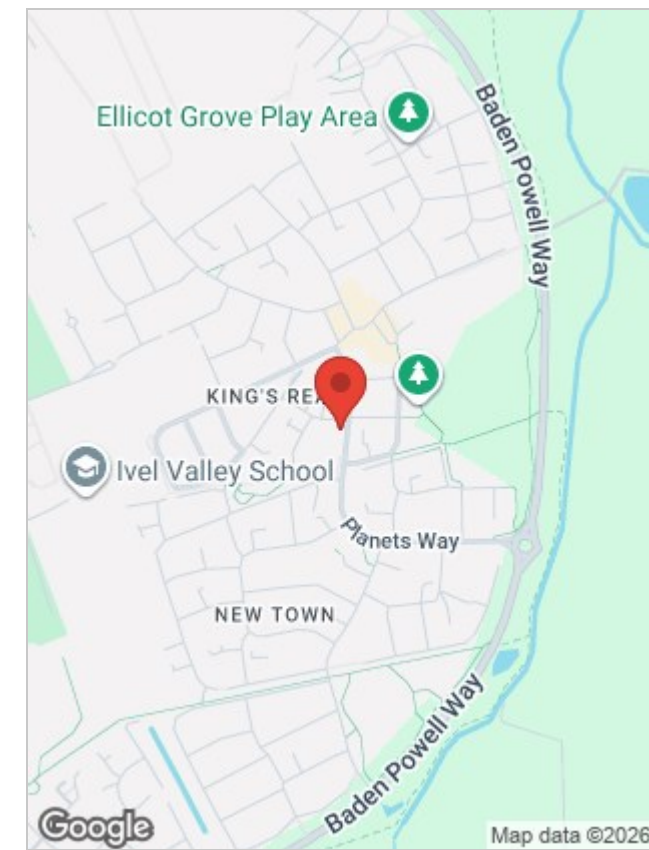 Ellicot Grove Play Area
Baden Powell Way
KING'S REA
Ivel Valley School
Planets Way
NEW TOWN
Baden Powell Way
Google
Map data ©2026